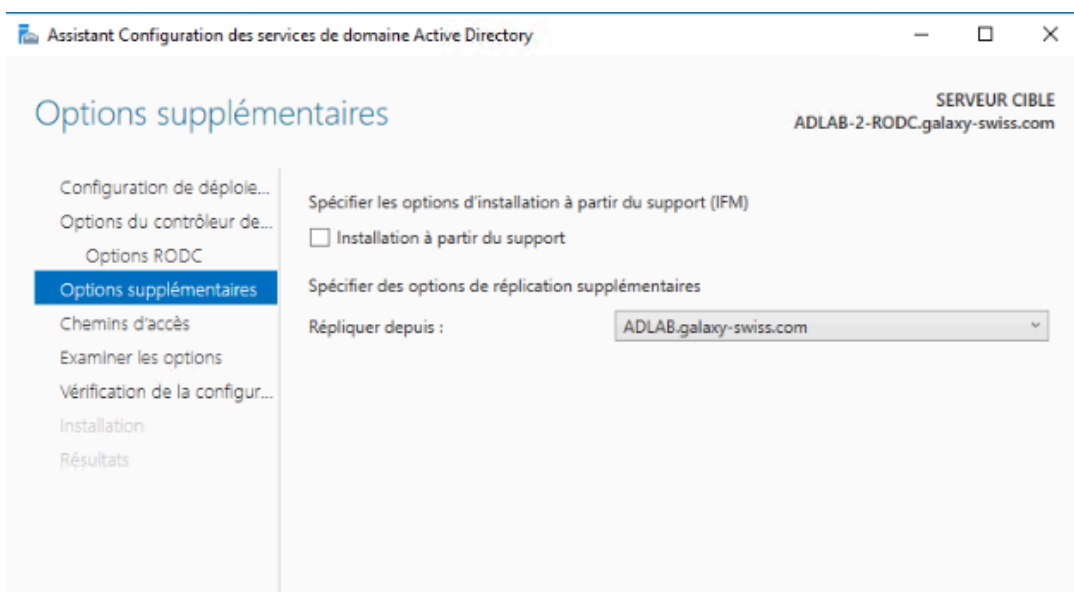 Assistant Configuration des services de domaine Active Directory
Options supplémentaires
SERVEUR CIBLE
ADLAB-2-RODC.galaxy-swiss.com
Configuration de déploie...
Options du contrôleur de...
Options RODC
Options supplémentaires
Chemins d'accès
Examiner les options
Vérification de la configur...
Installation
Résultats
Spécifier les options d'installation à partir du support (IFM)
Installation à partir du support
Spécifier des options de réplication supplémentaires
Répliquer depuis :
ADLAB.galaxy-swiss.com